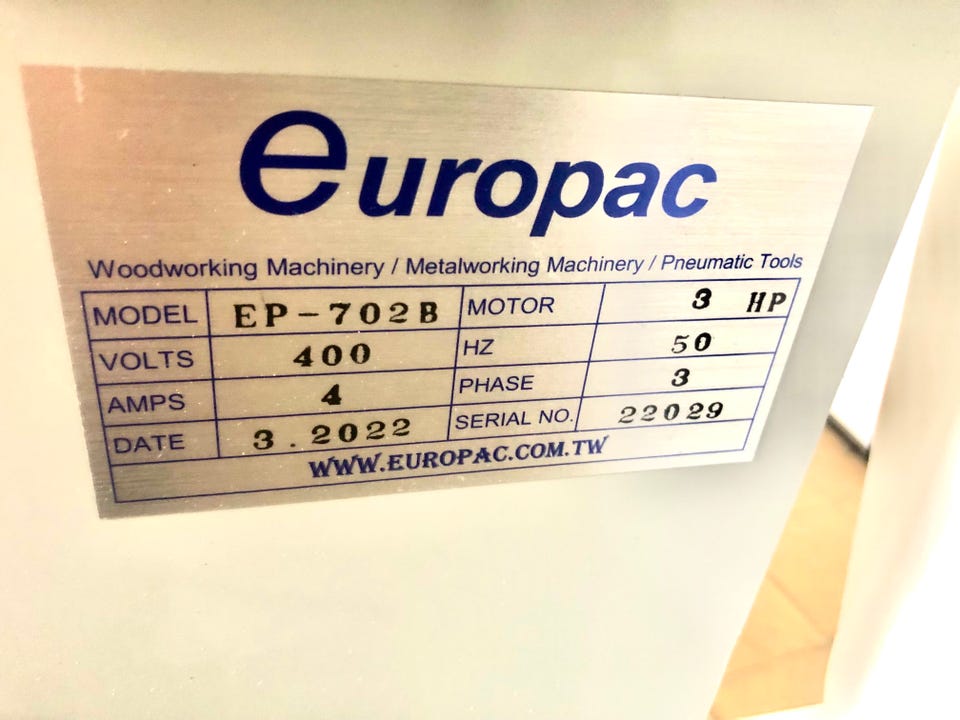 europac
Woodworking Machinery / Metalworking Machinery / Pneumatic Tools
MODEL EP-702B MOTOR 3 HP
VOLTS 400 HZ 50
AMPS 4 PHASE 3
DATE 3.2022 SERIAL NO. 22029
WWW.EUROPAC.COM.TW